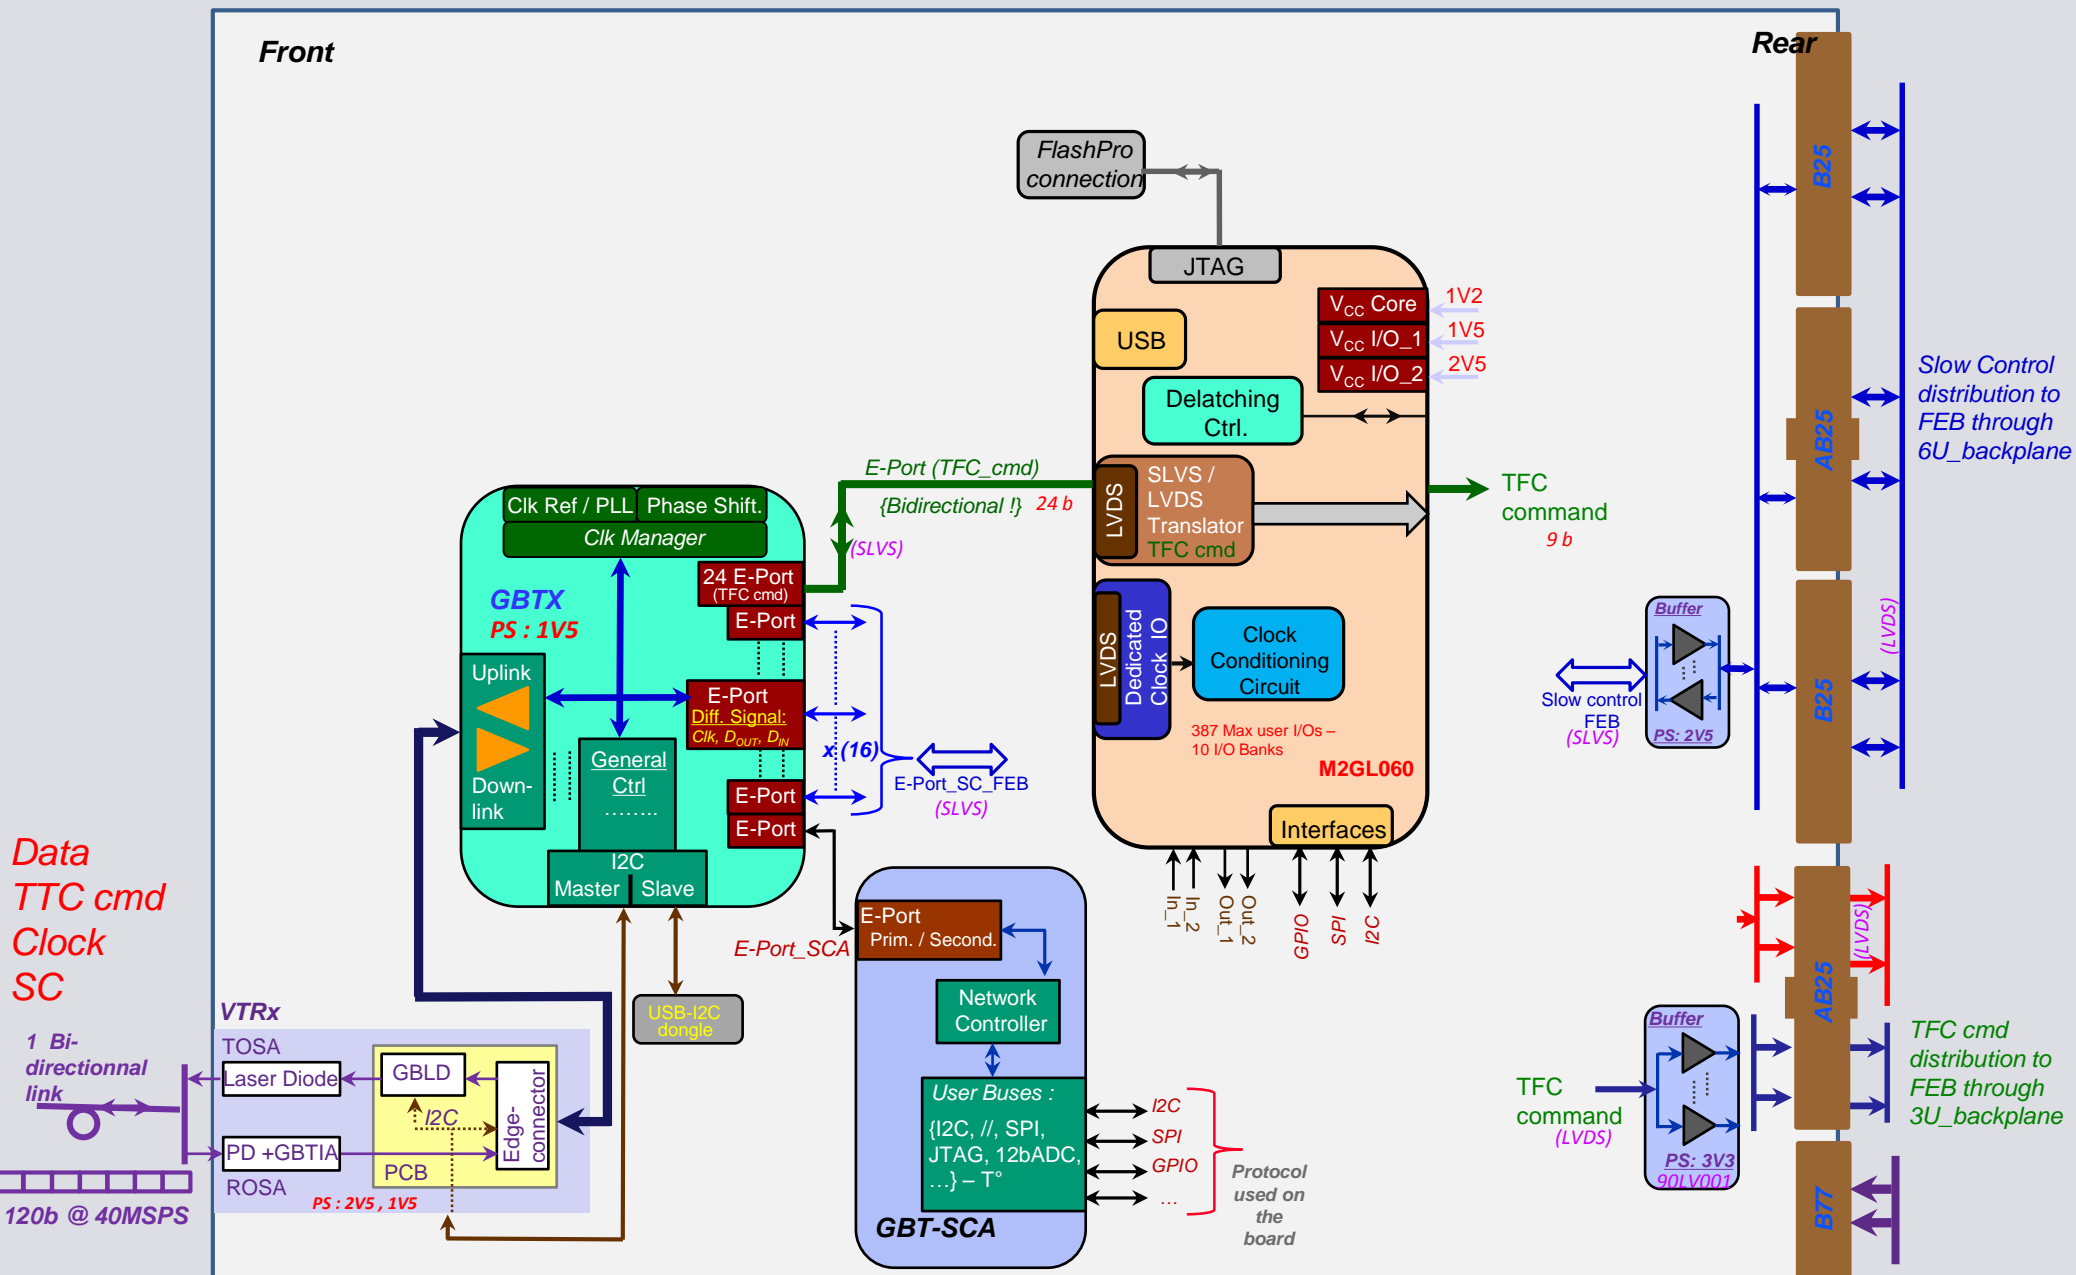 Front
Rear
FlashPro
connection
JTAG
USB
VCC Core
1V2
VCC I/O_1
1V5
VCC I/O_2
2V5
Delatching
Ctrl.
LVDS
SLVS /
LVDS
Translator
TFC cmd
LVDS
Dedicated
Clock IO
Clock
Conditioning
Circuit
387 Max user I/Os –
10 I/O Banks
M2GL060
Interfaces
In_1
In_2
Out_1
Out_2
GPIO
SPI
I2C
TFC
command
9 b
E-Port (TFC_cmd)
{Bidirectional !}
24 b
(SLVS)
Clk Ref / PLL
Phase Shift.
Clk Manager
GBTX
PS : 1V5
24 E-Port
(TFC cmd)
E-Port
E-Port
Diff. Signal:
Clk, DOUT, DIN
E-Port
E-Port
x (16)
E-Port_SC_FEB
(SLVS)
Uplink
Down-
link
General
Ctrl
……..
I2C
Master
Slave
USB-I2C
dongle
E-Port_SCA
E-Port
Prim. / Second.
Network
Controller
User Buses :
{I2C, //, SPI,
JTAG, 12bADC,
…} – T°
GBT-SCA
I2C
SPI
GPIO
…
Protocol
used on
the
board
Data
TTC cmd
Clock
SC
1 Bi-
directionnal
link
120b @ 40MSPS
VTRx
TOSA
Laser Diode
GBLD
I2C
Edge-
connector
PD +GBTIA
PCB
ROSA
PS : 2V5 , 1V5
B25
AB25
B25
AB25
B77
Slow Control
distribution to
FEB through
6U_backplane
(LVDS)
Buffer
PS: 2V5
Slow control
FEB
(SLVS)
(LVDS)
Buffer
PS: 3V3
90LV001
TFC
command
(LVDS)
TFC cmd
distribution to
FEB through
3U_backplane